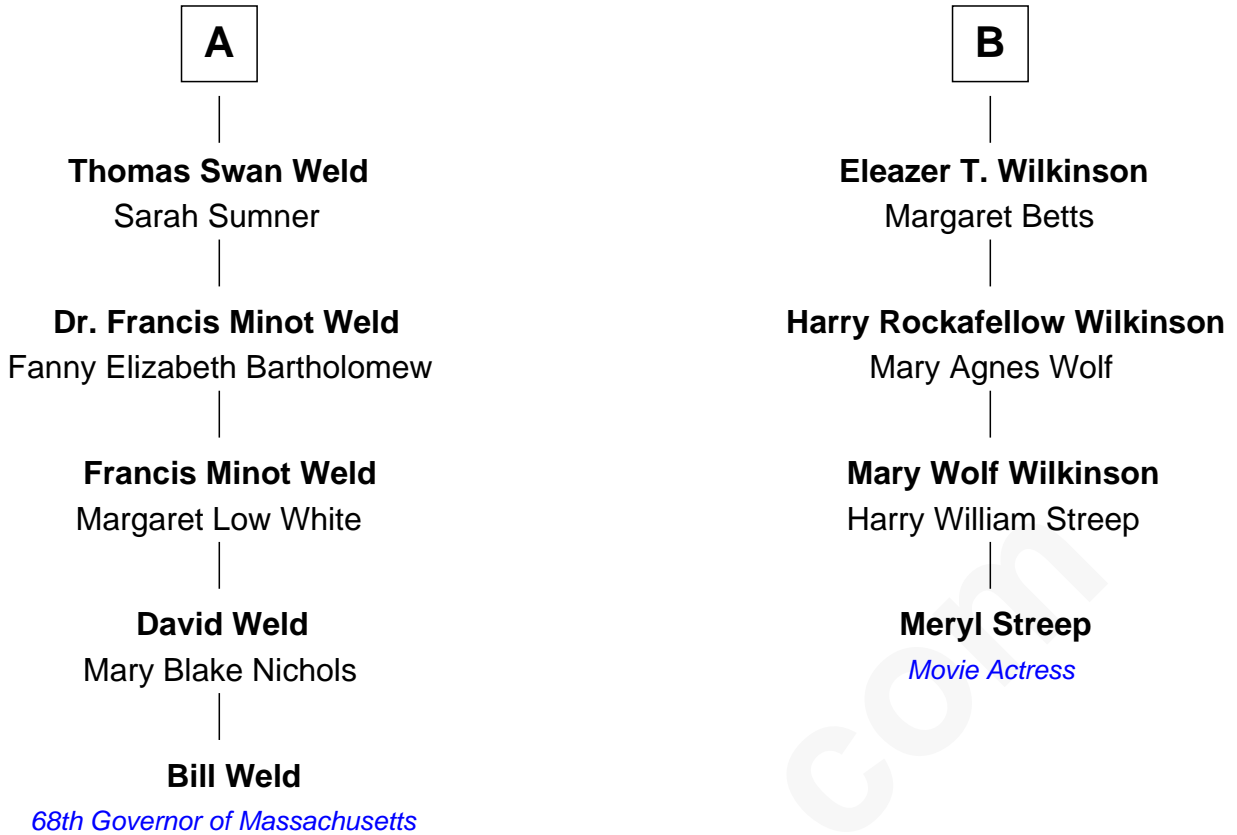 A
Thomas Swan Weld
Sarah Sumner
Dr. Francis Minot Weld
Fanny Elizabeth Bartholomew
Francis Minot Weld
Margaret Low White
David Weld
Mary Blake Nichols
Bill Weld
68th Governor of Massachusetts
B
Eleazer T. Wilkinson
Margaret Betts
Harry Rockafellow Wilkinson
Mary Agnes Wolf
Mary Wolf Wilkinson
Harry William Streep
Meryl Streep
Movie Actress
com